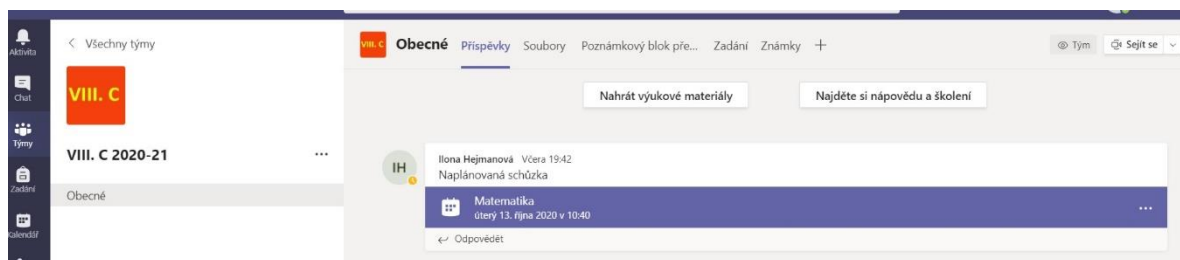 Aktivita
Chat
Týmy
Zadání
Kalendář
< Všechny týmy
VIII. C
VIII. C 2020-21 ...
Obecné
VIII. C Obecné Příspěvky Soubory Poznámkový blok pře... Zadání Známky +
Tým Sejít se
Nahrát výukové materiály Najděte si nápovědu a školení
IH
Ilona Hejmanová Včera 19:42
Naplánovaná schůzka
Matematika
úterý 13. října 2020 v 10:40
...
Odpovědět